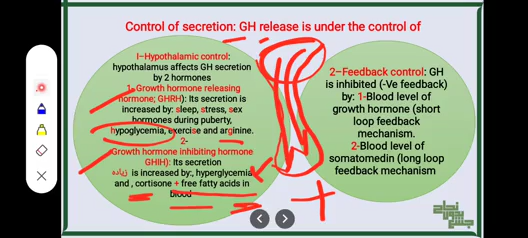 Control of secretion: GH release is under the control of
I–Hypothalamic control:
hypothalamus affects GH secretion
by 2 hormones
1- Growth hormone releasing
hormone; GHRH): Its secretion is
increased by: sleep, stress, sex
hormones during puberty,
hypoglycemia, exercise and arginine.
2-
Growth hormone inhibiting hormone
GHIH): Its secretion
زياده is increased by:, hyperglycemia
and , cortisone + free fatty acids in
blood
2–Feedback control: GH
is inhibited (-Ve feedback)
by: 1-Blood level of
growth hormone (short
loop feedback
mechanism.
2-Blood level of
somatomedin (long loop
feedback mechanism